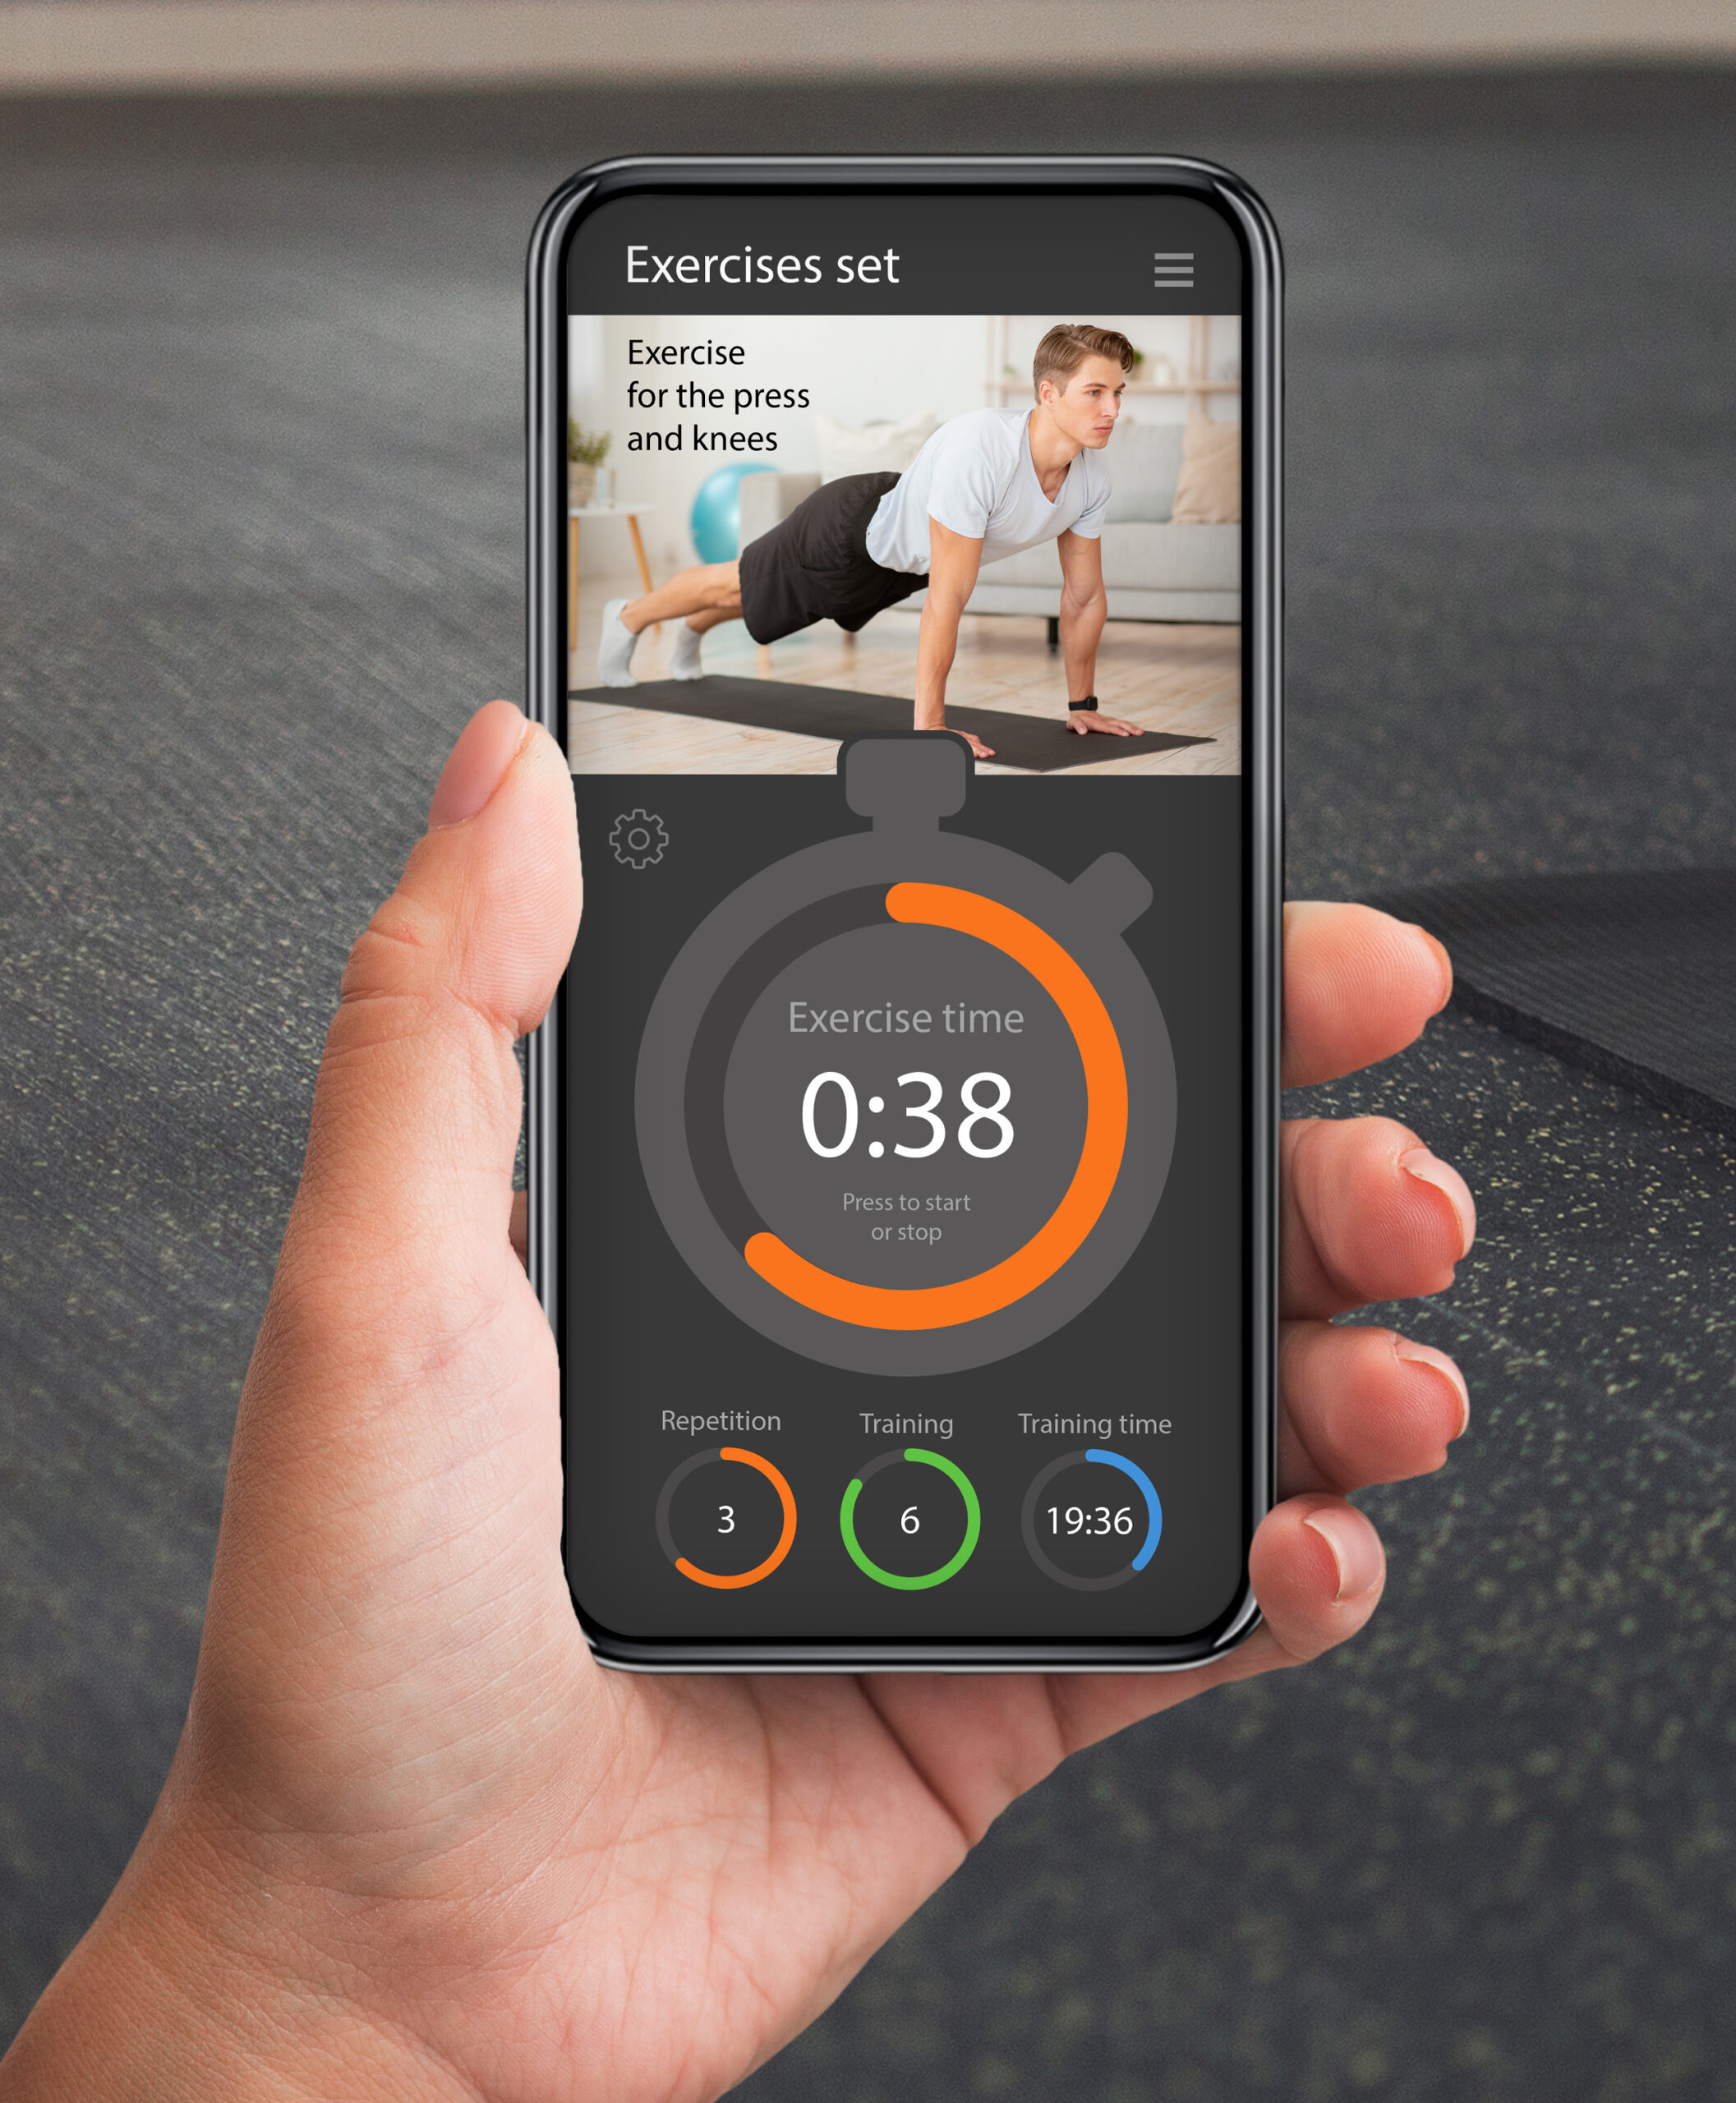 Exercises set
Exercise
for the press
and knees
Exercise time
0:38
Press to start
or stop
Repetition
Training
Training time
3
6
19:36